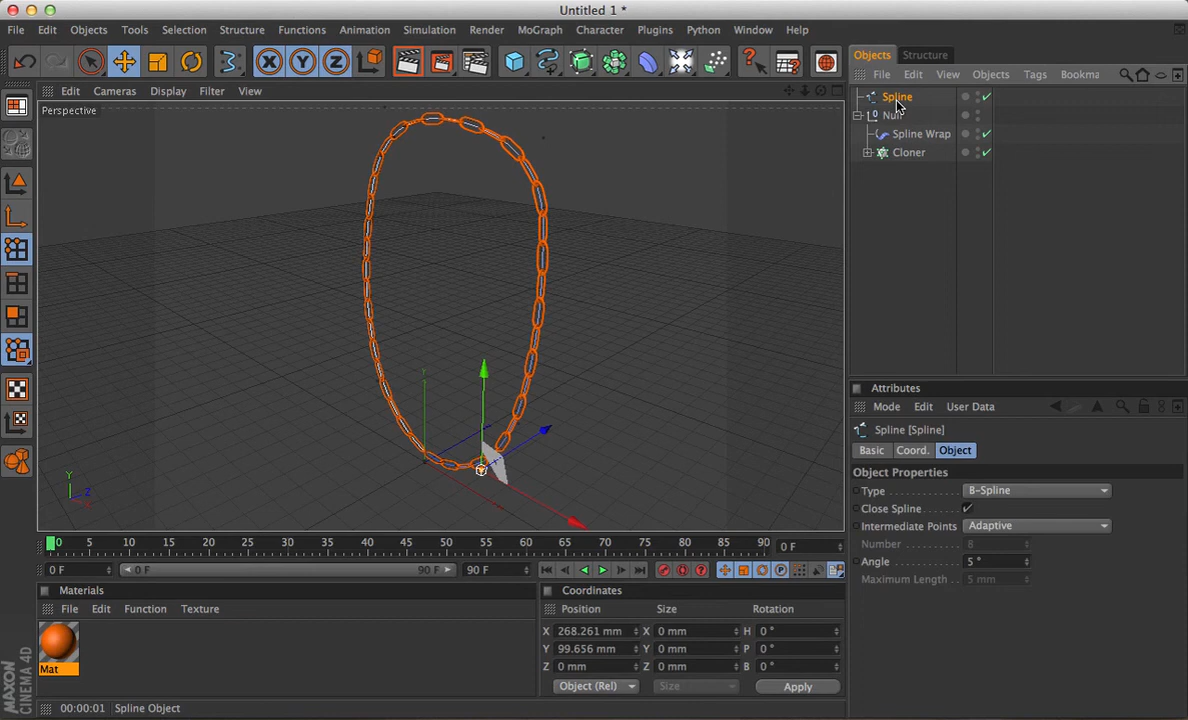 Untitled 1 *
File Edit Objects Tools Selection Structure Functions Animation Simulation Render MoGraph Character Plugins Python Window Help
X Y Z
Objects Structure
File Edit View Objects Tags Bookma
Edit Cameras Display Filter View
Perspective
Spline
Null
Spline Wrap
Cloner
Y
Y
Z
Attributes
Mode Edit User Data
Spline [Spline]
Basic Coord. Object
Object Properties
Type B-Spline
Close Spline
Intermediate Points Adaptive
Number 8
Angle 5 °
Maximum Length 5 mm
0 5 10 15 20 25 30 35 40 45 50 55 60 65 70 75 80 85 90 0 F
0 F 0 F 90 F 90 F
Materials
File Edit Function Texture
Mat
Coordinates
Position Size Rotation
X 268.261 mm X 0 mm H 0 °
Y 99.656 mm Y 0 mm P 0 °
Z 0 mm Z 0 mm B 0 °
Object (Rel) Size Apply
MAXON
CINEMA 4D
00:00:01 Spline Object